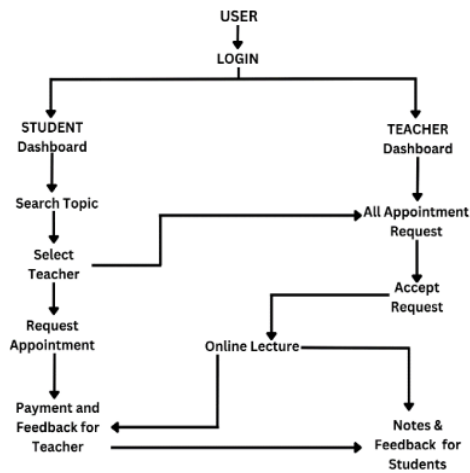 USER
LOGIN
STUDENT
Dashboard
TEACHER
Dashboard
Search Topic
All Appointment
Request
Select
Teacher
Accept
Request
Request
Appointment
Online Lecture
Payment and
Feedback for
Teacher
Notes &
Feedback for
Students